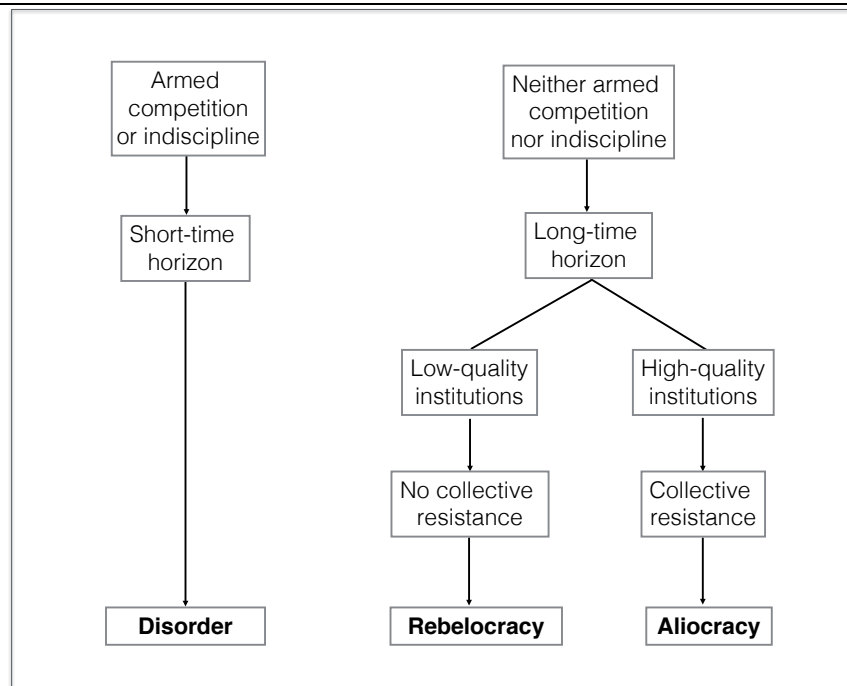 Armed
competition
or indiscipline
Neither armed
competition
nor indiscipline
Short-time
horizon
Long-time
horizon
Low-quality
institutions
High-quality
institutions
No collective
resistance
Collective
resistance
Disorder
Rebelocracy
Aliocracy